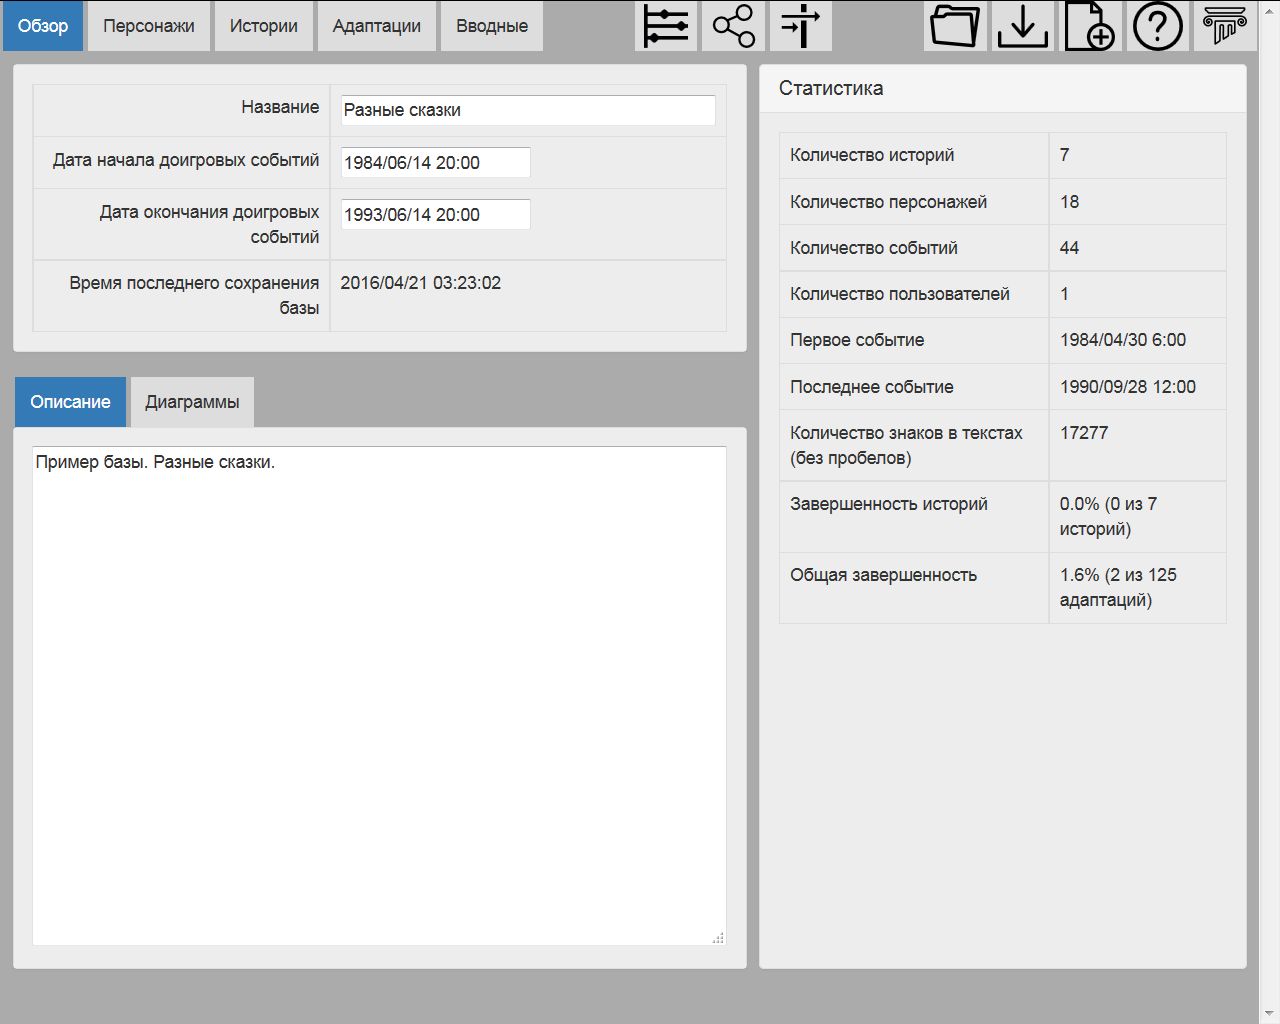 Обзор
Персонажи
Истории
Адаптации
Вводные
Название
Разные сказки
Дата начала доигровых событий
1984/06/14 20:00
Дата окончания доигровых
событий
1993/06/14 20:00
Время последнего сохранения
базы
2016/04/21 03:23:02
Описание
Диаграммы
Пример базы. Разные сказки.
Статистика
Количество историй
7
Количество персонажей
18
Количество событий
44
Количество пользователей
1
Первое событие
1984/04/30 6:00
Последнее событие
1990/09/28 12:00
Количество знаков в текстах
(без пробелов)
17277
Завершенность историй
0.0% (0 из 7
историй)
Общая завершенность
1.6% (2 из 125
адаптаций)